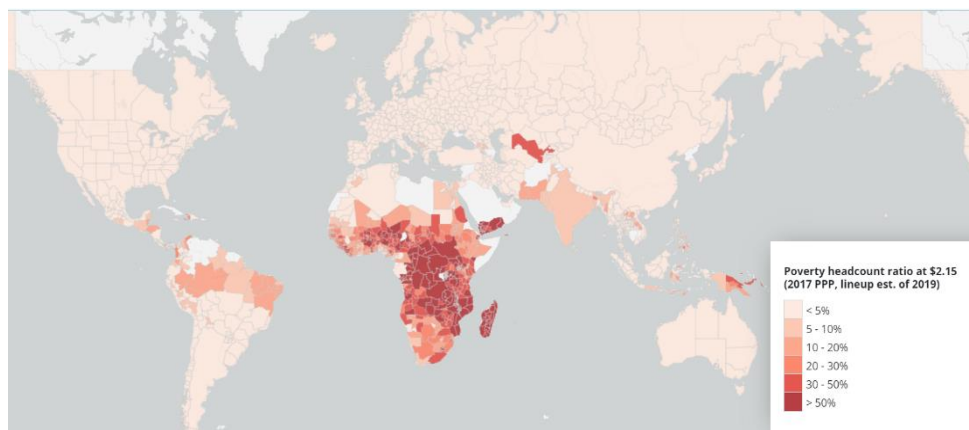 Poverty headcount ratio at $2.15
(2017 PPP, lineup est. of 2019)
< 5%
5 - 10%
10 - 20%
20 - 30%
30 - 50%
> 50%